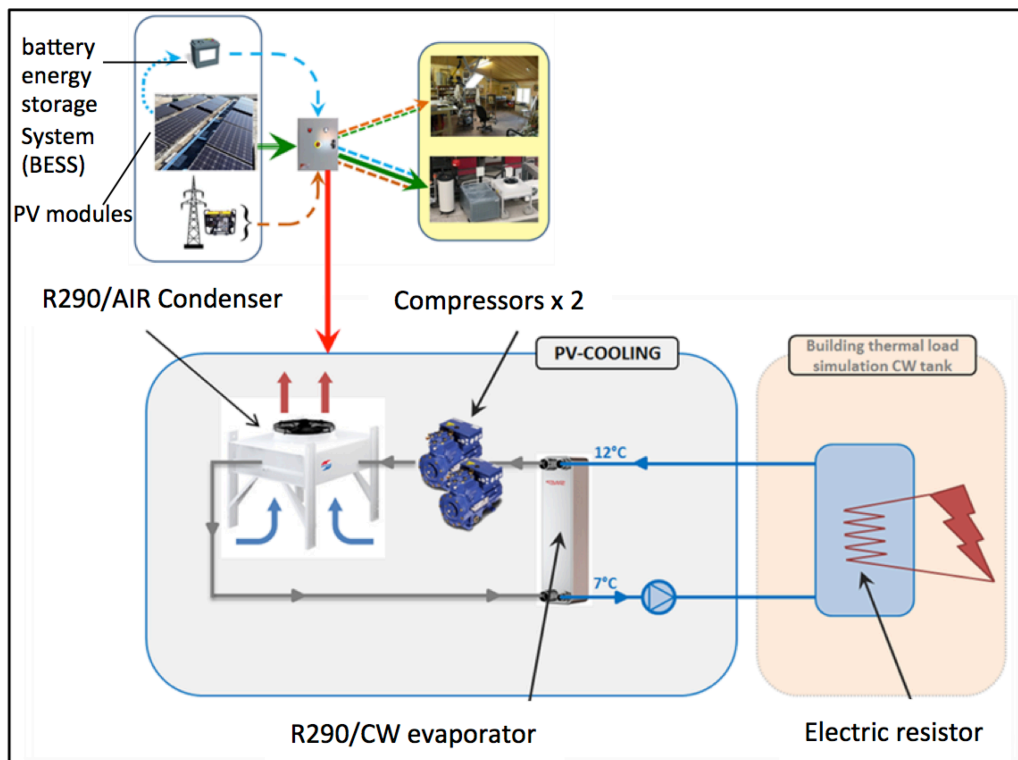 battery
energy
storage
System
(BESS)
PV modules
R290/AIR Condenser
Compressors x 2
PV-COOLING
Building thermal load
simulation CW tank
12°C
7°C
R290/CW evaporator
Electric resistor